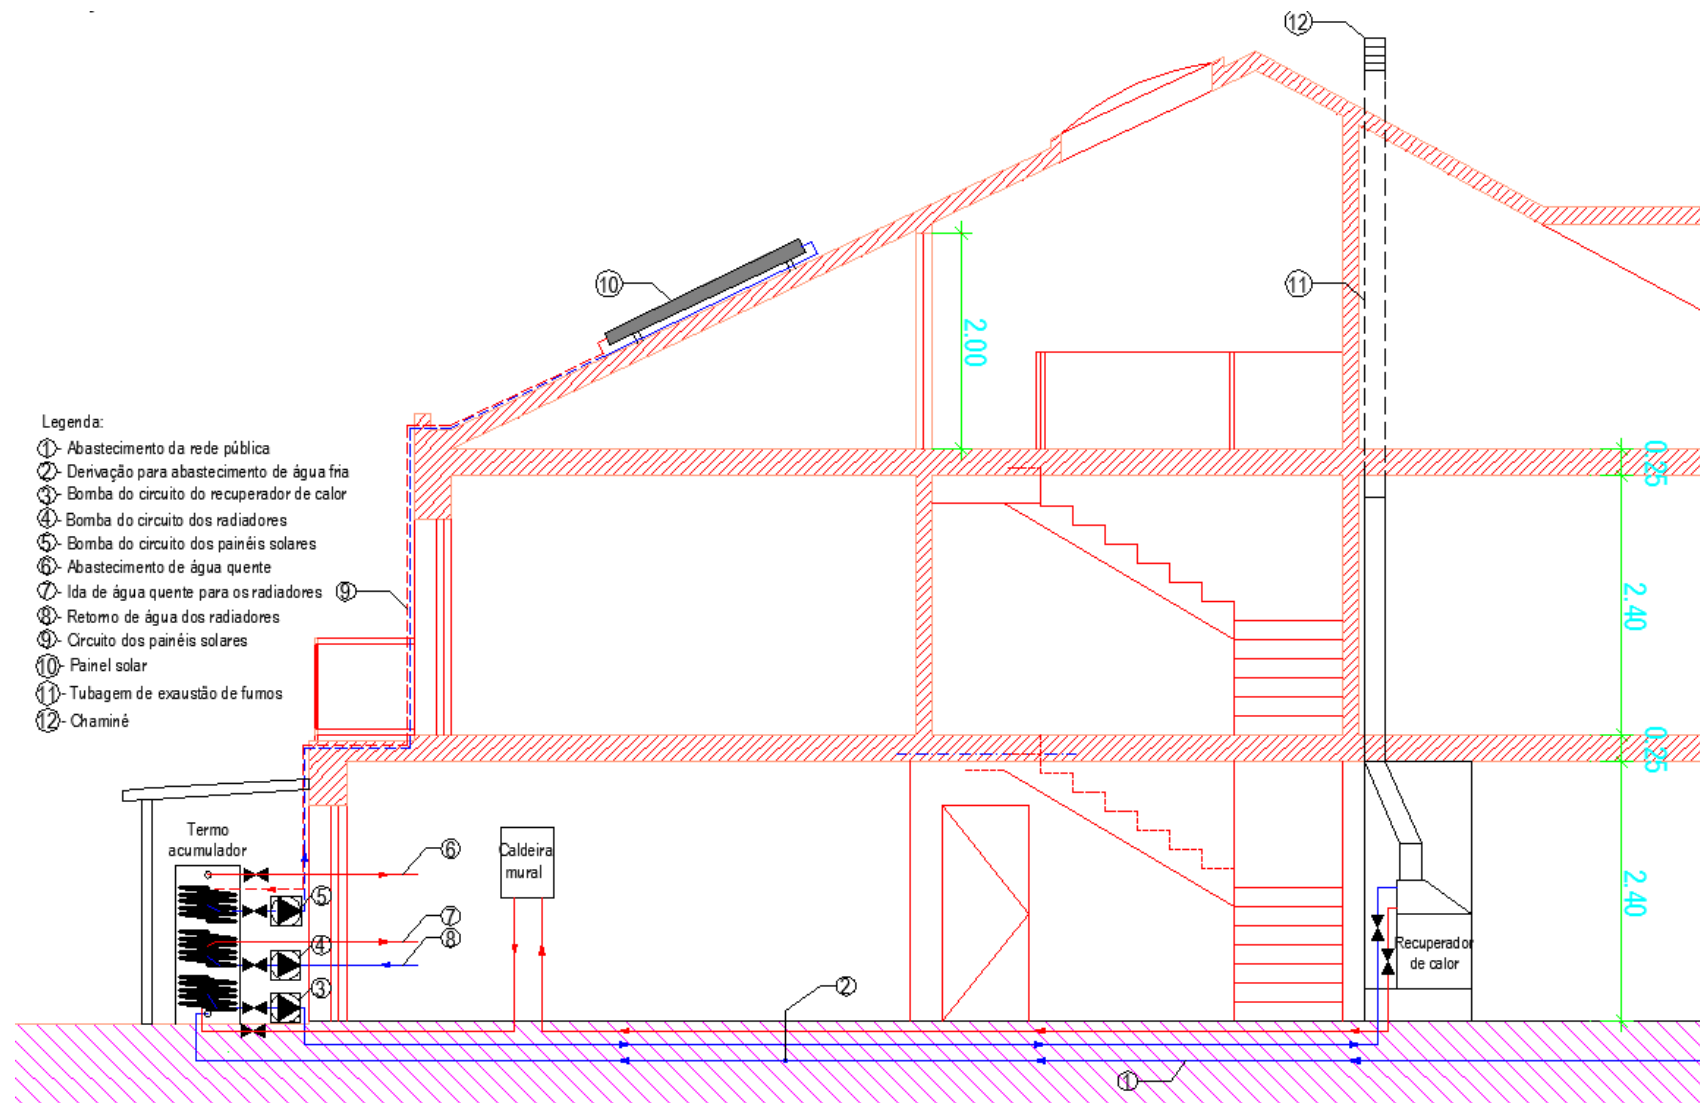 12
10
11
2.00
Legenda:
1 - Abastecimento da rede pública
2 - Derivação para abastecimento de água fria
3 - Bomba do circuito do recuperador de calor
4 - Bomba do circuito dos radiadores
5 - Bomba do circuito dos painéis solares
6 - Abastecimento de água quente
7 - Ida de água quente para os radiadores
8 - Retorno de água dos radiadores
9 - Circuito dos painéis solares
10 - Painel solar
11 - Tubagem de exaustão de fumos
12 - Chaminé
9
0.25
2.40
0.25
2.40
Termo
acumulador
Caldeira
mural
6
5
7
4
8
3
2
Recuperador
de calor
1